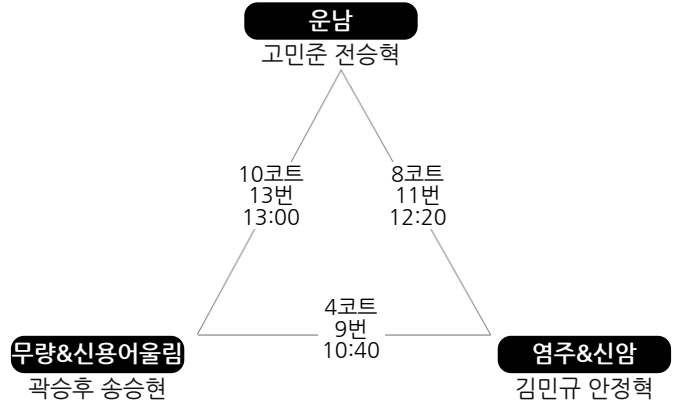 운남
고민준 전승혁
10코트
13번
13:00
8코트
11번
12:20
4코트
9번
10:40
무량&신용어울림
곽승후 송승현
염주&신암
김민규 안정혁